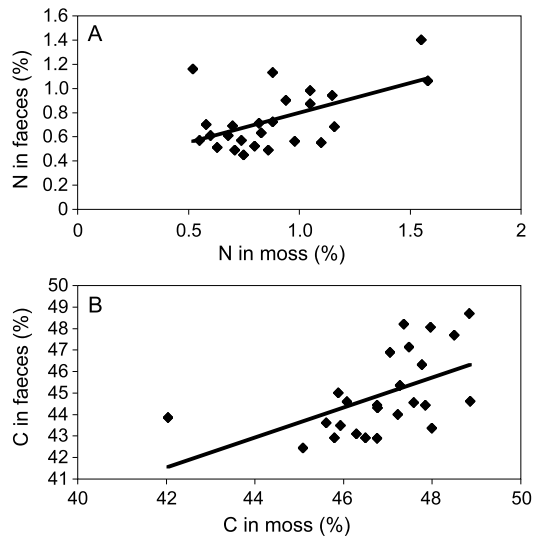 1.6
A
1.4
1.2
1.0
0.8
0.6
0.4
0.2
0
N in faeces (%)
0 0.5 1.0 1.5 2
N in moss (%)
50
B
49
48
47
46
45
44
43
42
41
C in faeces (%)
40 42 44 46 48 50
C in moss (%)